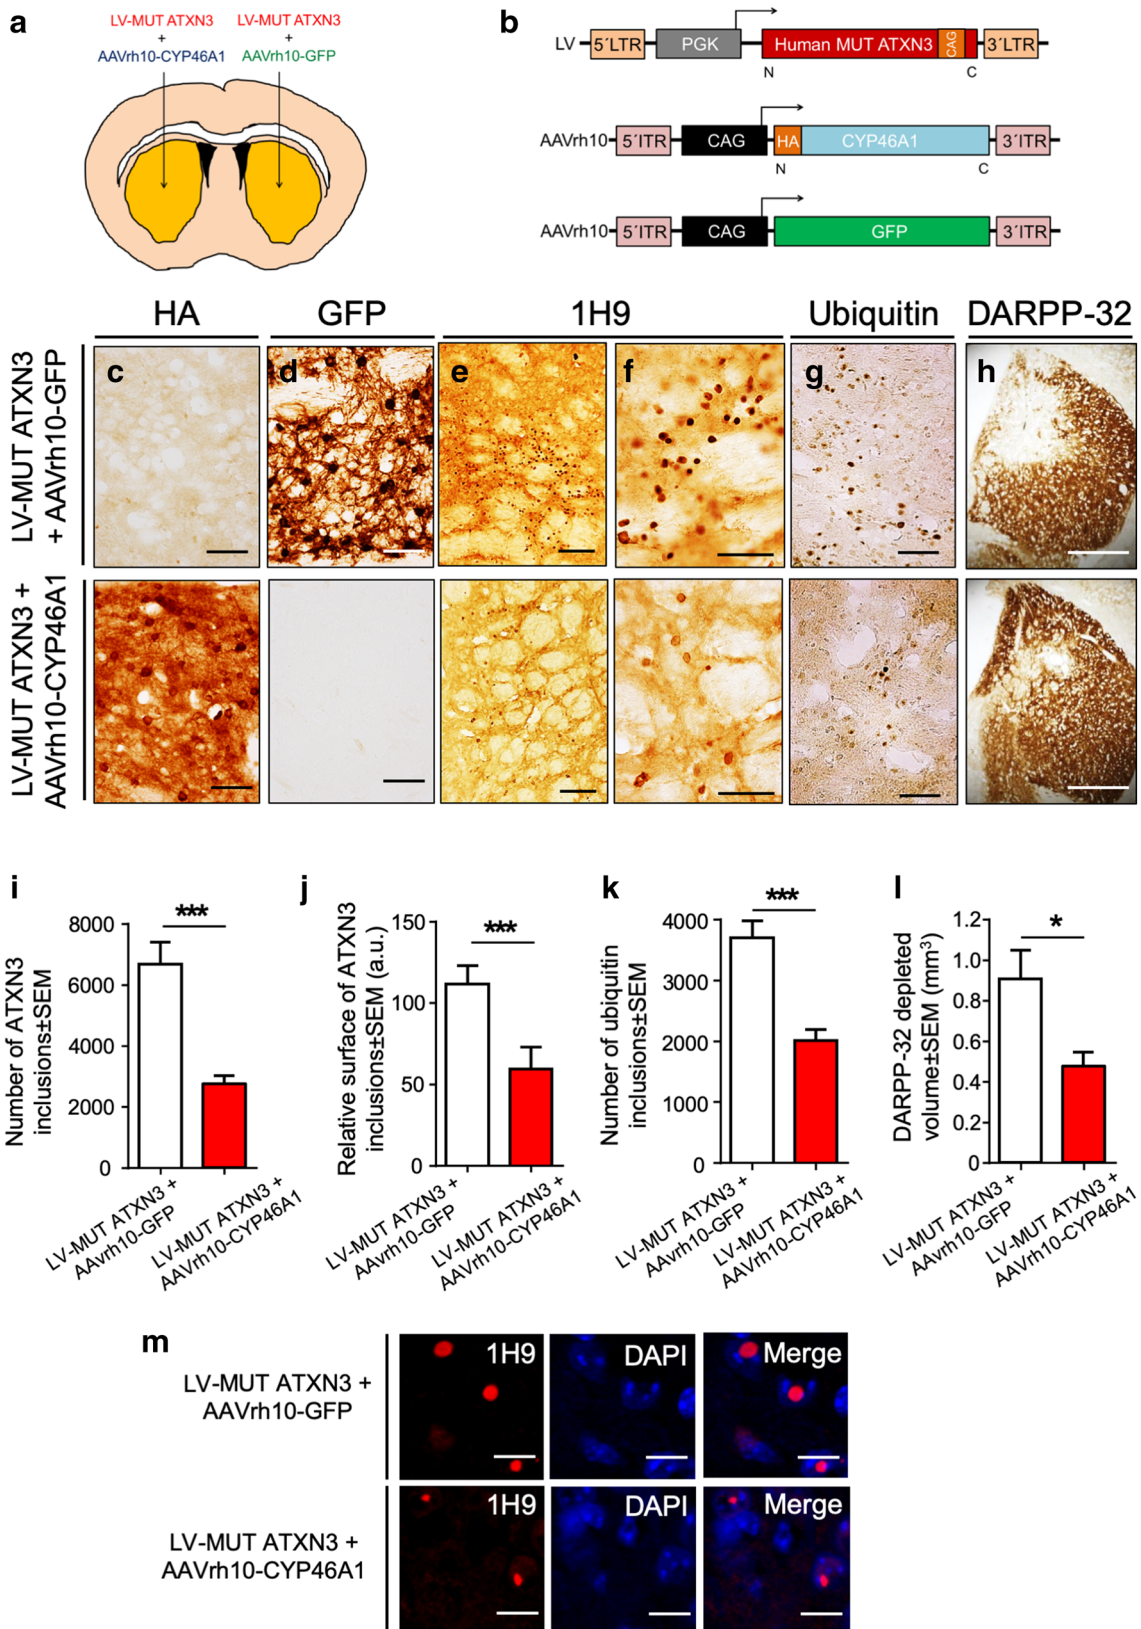 a
LV-MUT ATXN3
+
AAVrh10-CYP46A1
LV-MUT ATXN3
+
AAVrh10-GFP
b
LV 5´LTR PGK Human MUT ATXN3 CAG 3´LTR
N C
AAVrh10 5´ITR CAG HA CYP46A1 3´ITR
N C
AAVrh10 5´ITR CAG GFP 3´ITR
HA GFP 1H9 Ubiquitin DARPP-32
LV-MUT ATXN3
+ AAVrh10-GFP
c d e f g h
LV-MUT ATXN3 +
AAVrh10-CYP46A1
i
Number of ATXN3
inclusions±SEM
8000
6000
4000
2000
0
***
LV-MUT ATXN3 +
AAvrh10-GFP
LV-MUT ATXN3 +
AAVrh10-CYP46A1
j
Relative surface of ATXN3
inclusions±SEM (a.u.)
150
100
50
0
***
LV-MUT ATXN3 +
AAvrh10-GFP
LV-MUT ATXN3 +
AAVrh10-CYP46A1
k
Number of ubiquitin
inclusions±SEM
4000
3000
2000
1000
0
***
LV-MUT ATXN3 +
AAvrh10-GFP
LV-MUT ATXN3 +
AAVrh10-CYP46A1
l
DARPP-32 depleted
volume±SEM (mm³)
1.2
1.0
0.8
0.6
0.4
0.2
0
*
LV-MUT ATXN3 +
AAvrh10-GFP
LV-MUT ATXN3 +
AAVrh10-CYP46A1
m
LV-MUT ATXN3 +
AAVrh10-GFP
1H9 DAPI Merge
LV-MUT ATXN3 +
AAVrh10-CYP46A1
1H9 DAPI Merge